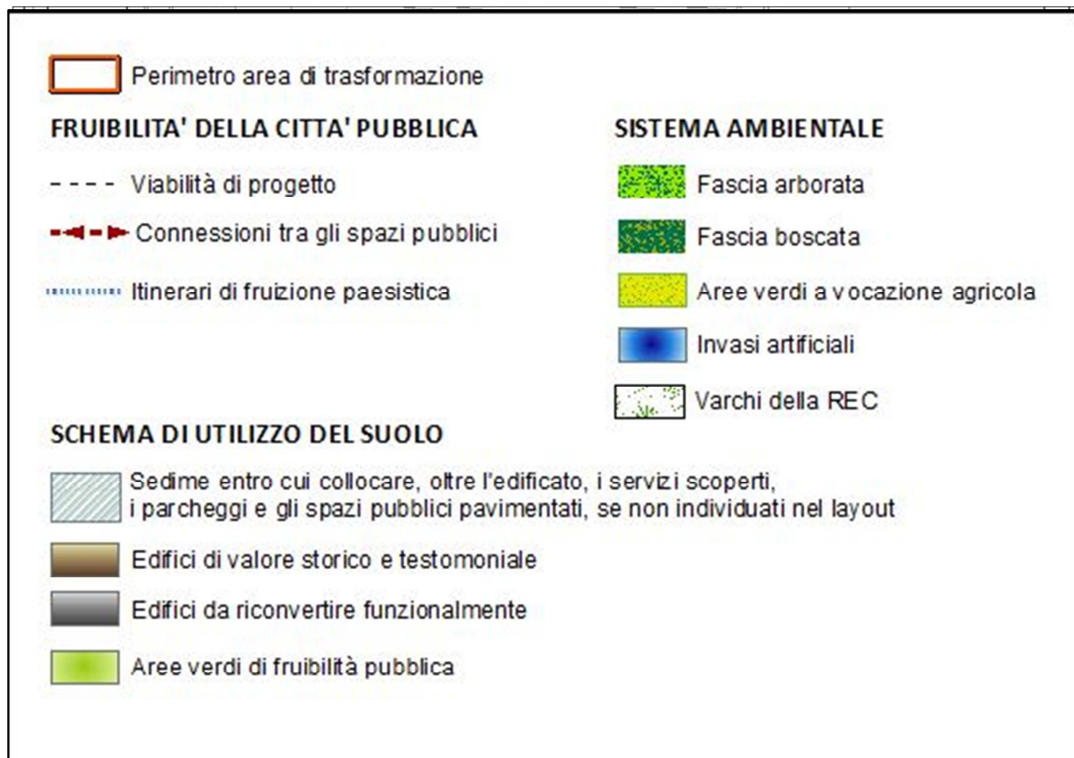 Perimetro area di trasformazione
FRUIBILITA' DELLA CITTA' PUBBLICA
Viabilità di progetto
Connessioni tra gli spazi pubblici
Itinerari di fruizione paesistica
SISTEMA AMBIENTALE
Fascia arborata
Fascia boscata
Aree verdi a vocazione agricola
Invasi artificiali
Varchi della REC
SCHEMA DI UTILIZZO DEL SUOLO
Sedime entro cui collocare, oltre l'edificato, i servizi scoperti,
i parcheggi e gli spazi pubblici pavimentati, se non individuati nel layout
Edifici di valore storico e testomoniale
Edifici da riconvertire funzionalmente
Aree verdi di fruibilità pubblica